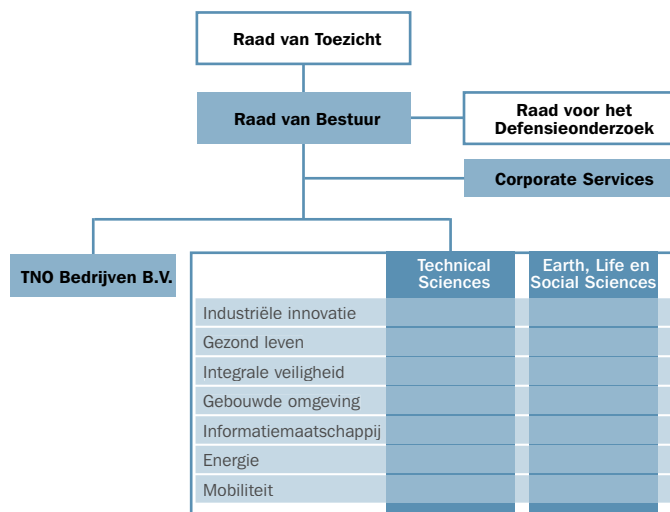 Raad van Toezicht
Raad van Bestuur
Raad voor het
Defensieonderzoek
Corporate Services
TNO Bedrijven B.V.
Technical
Sciences
Earth, Life en
Social Sciences
Industriële innovatie
Gezond leven
Integrale veiligheid
Gebouwde omgeving
Informatiemaatschappij
Energie
Mobiliteit